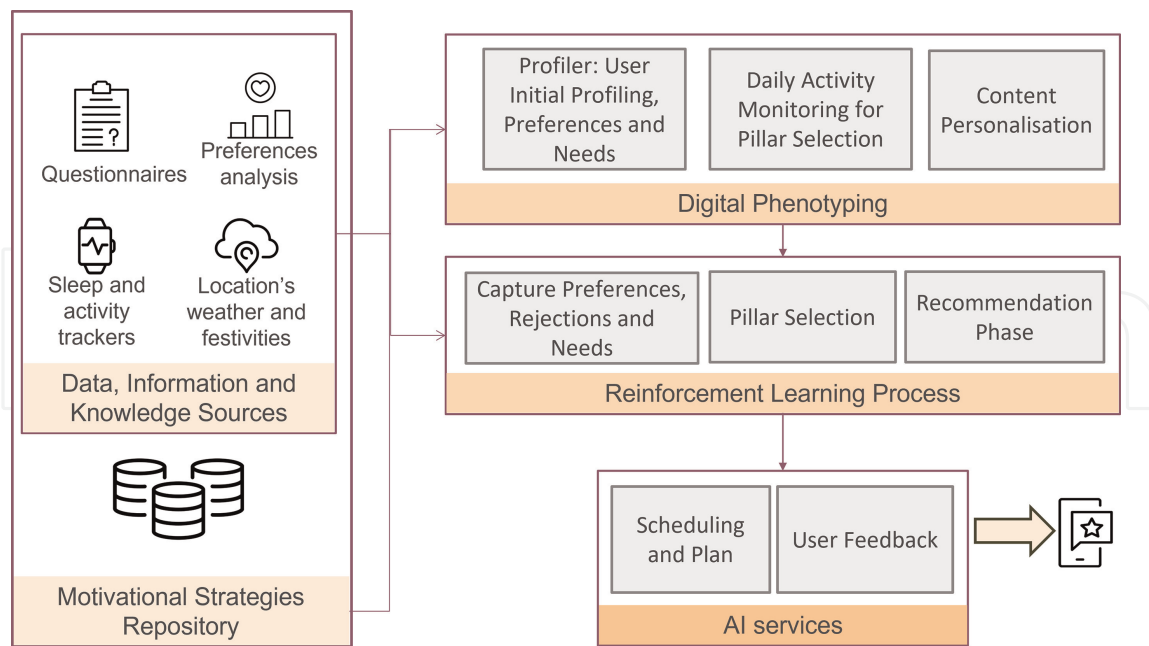 Questionnaires
Preferences
analysis
Sleep and
activity
trackers
Location's
weather and
festivities
Data, Information and
Knowledge Sources
Motivational Strategies
Repository
Profiler: User
Initial Profiling,
Preferences and
Needs
Daily Activity
Monitoring for
Pillar Selection
Content
Personalisation
Digital Phenotyping
Capture Preferences,
Rejections and
Needs
Pillar Selection
Recommendation
Phase
Reinforcement Learning Process
Scheduling
and Plan
User Feedback
AI services